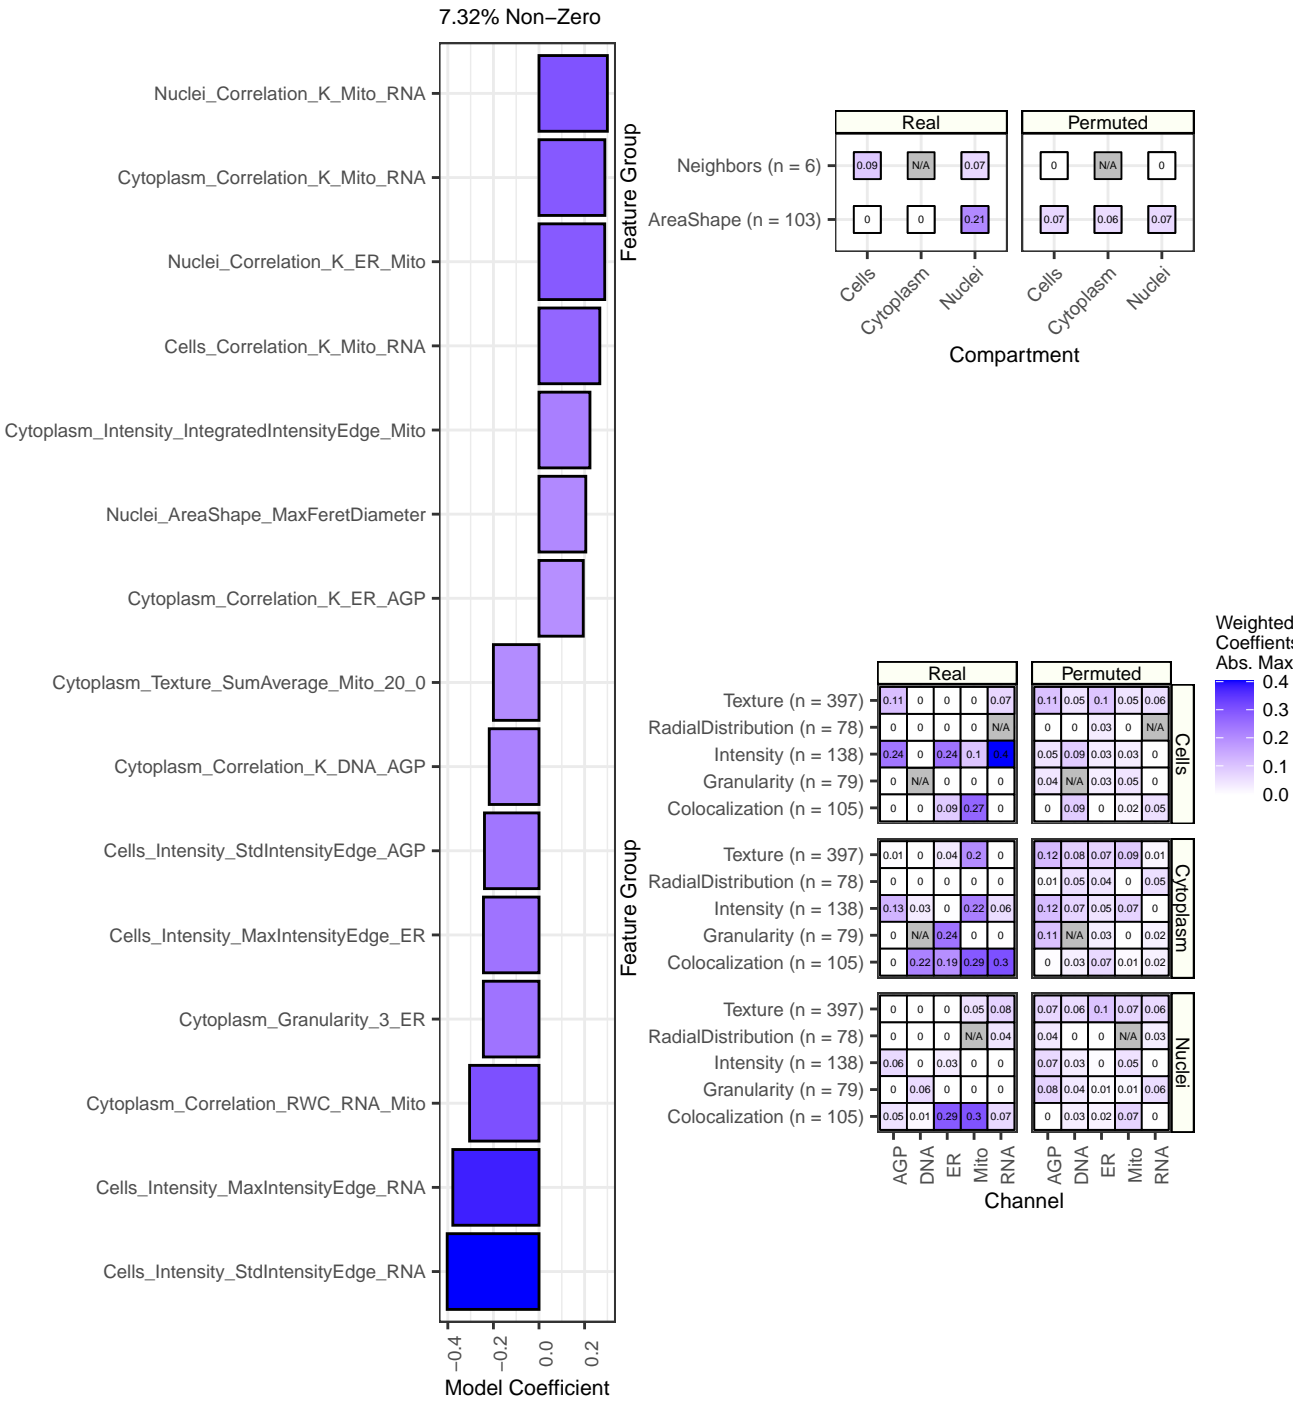 7.32% Non−Zero
Nuclei_Correlation_K_Mito_RNA
Cytoplasm_Correlation_K_Mito_RNA
Nuclei_Correlation_K_ER_Mito
Cells_Correlation_K_Mito_RNA
Cytoplasm_Intensity_IntegratedIntensityEdge_Mito
Nuclei_AreaShape_MaxFeretDiameter
Cytoplasm_Correlation_K_ER_AGP
Cytoplasm_Texture_SumAverage_Mito_20_0
Cytoplasm_Correlation_K_DNA_AGP
Cells_Intensity_StdIntensityEdge_AGP
Cells_Intensity_MaxIntensityEdge_ER
Cytoplasm_Granularity_3_ER
Cytoplasm_Correlation_RWC_RNA_Mito
Cells_Intensity_MaxIntensityEdge_RNA
Cells_Intensity_StdIntensityEdge_RNA
−0.4 −0.2 0.0 0.2
Model Coefficient
Feature Group
Real Permuted
Neighbors (n = 6) 0.09 N/A 0.07 0 N/A 0
AreaShape (n = 103) 0 0 0.21 0.07 0.06 0.07
Cells Cytoplasm Nuclei Cells Cytoplasm Nuclei
Compartment
Feature Group
Real Permuted
Texture (n = 397) 0.11 0 0 0 0.07 0.11 0.05 0.1 0.05 0.06
RadialDistribution (n = 78) 0 0 0 0 N/A 0 0 0.03 0 N/A
Intensity (n = 138) 0.24 0 0.24 0.1 0.4 0.05 0.09 0.03 0.03 0
Granularity (n = 79) 0 N/A 0 0 0 0.04 N/A 0.03 0.05 0
Colocalization (n = 105) 0 0 0.09 0.27 0 0 0.09 0 0.02 0.05
Cells
Texture (n = 397) 0.01 0 0.04 0.2 0 0.12 0.08 0.07 0.09 0.01
RadialDistribution (n = 78) 0 0 0 0 0 0.01 0.05 0.04 0 0.05
Intensity (n = 138) 0.13 0.03 0 0.22 0.06 0.12 0.07 0.05 0.07 0
Granularity (n = 79) 0 N/A 0.24 0 0 0.11 N/A 0.03 0 0.02
Colocalization (n = 105) 0 0.22 0.19 0.29 0.3 0 0.03 0.07 0.01 0.02
Cytoplasm
Texture (n = 397) 0 0 0 0.05 0.08 0.07 0.06 0.1 0.07 0.06
RadialDistribution (n = 78) 0 0 0 N/A 0.04 0.04 0 0 N/A 0.03
Intensity (n = 138) 0.06 0 0.03 0 0 0.07 0.03 0 0.05 0
Granularity (n = 79) 0 0.06 0 0 0 0.08 0.04 0.01 0.01 0.06
Colocalization (n = 105) 0.05 0.01 0.29 0.3 0.07 0 0.03 0.02 0.07 0
Nuclei
AGP DNA ER Mito RNA AGP DNA ER Mito RNA
Channel
Weighted
Coeffients
Abs. Max
0.4
0.3
0.2
0.1
0.0